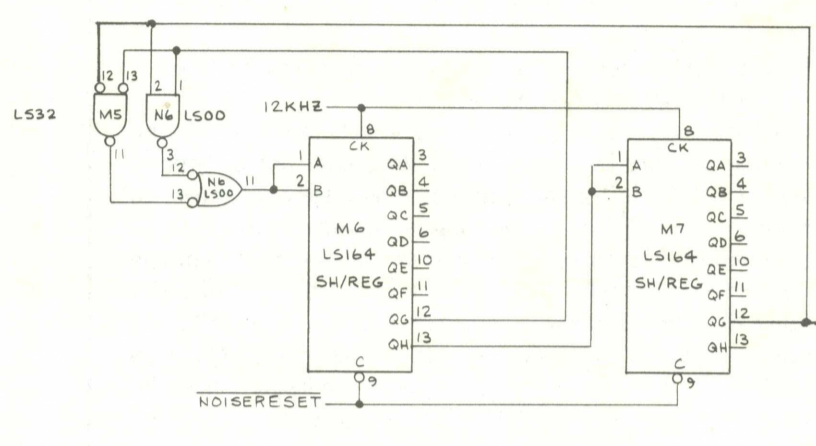 12 13
2 1
LS32
M5
N6
LS00
12KHZ
11
3
12
13
N6
LS00
11
8
CK
1
A
2
B
M6
LS164
SH/REG
QA 3
QB 4
QC 5
QD 6
QE 10
QF 11
QG 12
QH 13
C
9
8
CK
1
A
2
B
M7
LS164
SH/REG
QA 3
QB 4
QC 5
QD 6
QE 10
QF 11
QG 12
QH 13
C
9
NOISERESET